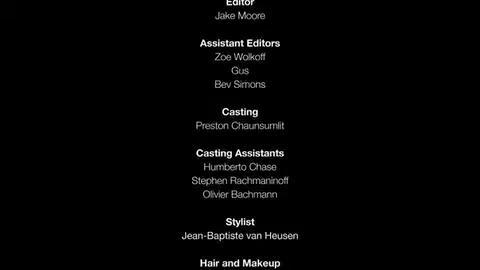 Editor
Jake Moore
Assistant Editors
Zoe Wolkoff
Gus
Bev Simons
Casting
Preston Chaunsumlit
Casting Assistants
Humberto Chase
Stephen Rachmaninoff
Olivier Bachmann
Stylist
Jean-Baptiste van Heusen
Hair and Makeup